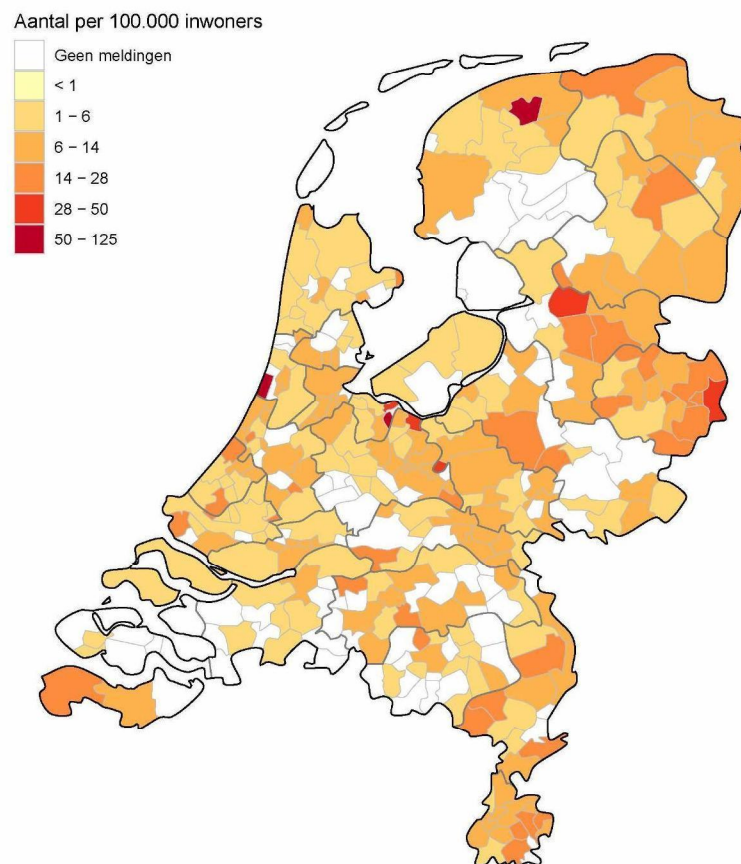 Aantal per 100.000 inwoners
Geen meldingen
< 1
1 − 6
6 − 14
14 − 28
28 − 50
50 − 125